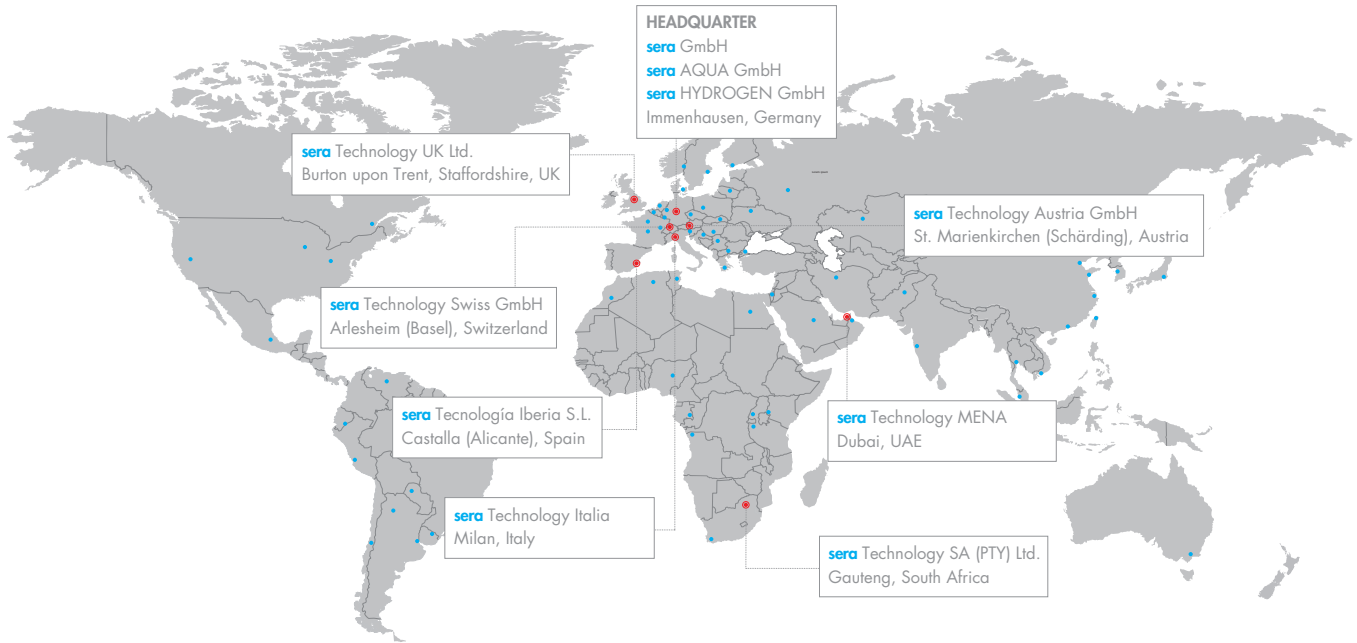 HEADQUARTER
sera GmbH
sera AQUA GmbH
sera HYDROGEN GmbH
Immenhausen, Germany
sera Technology UK Ltd.
Burton upon Trent, Staffordshire, UK
sera Technology Austria GmbH
St. Marienkirchen (Schärding), Austria
sera Technology Swiss GmbH
Arlesheim (Basel), Switzerland
sera Tecnología Iberia S.L.
Castalla (Alicante), Spain
sera Technology MENA
Dubai, UAE
sera Technology Italia
Milan, Italy
sera Technology SA (PTY) Ltd.
Gauteng, South Africa